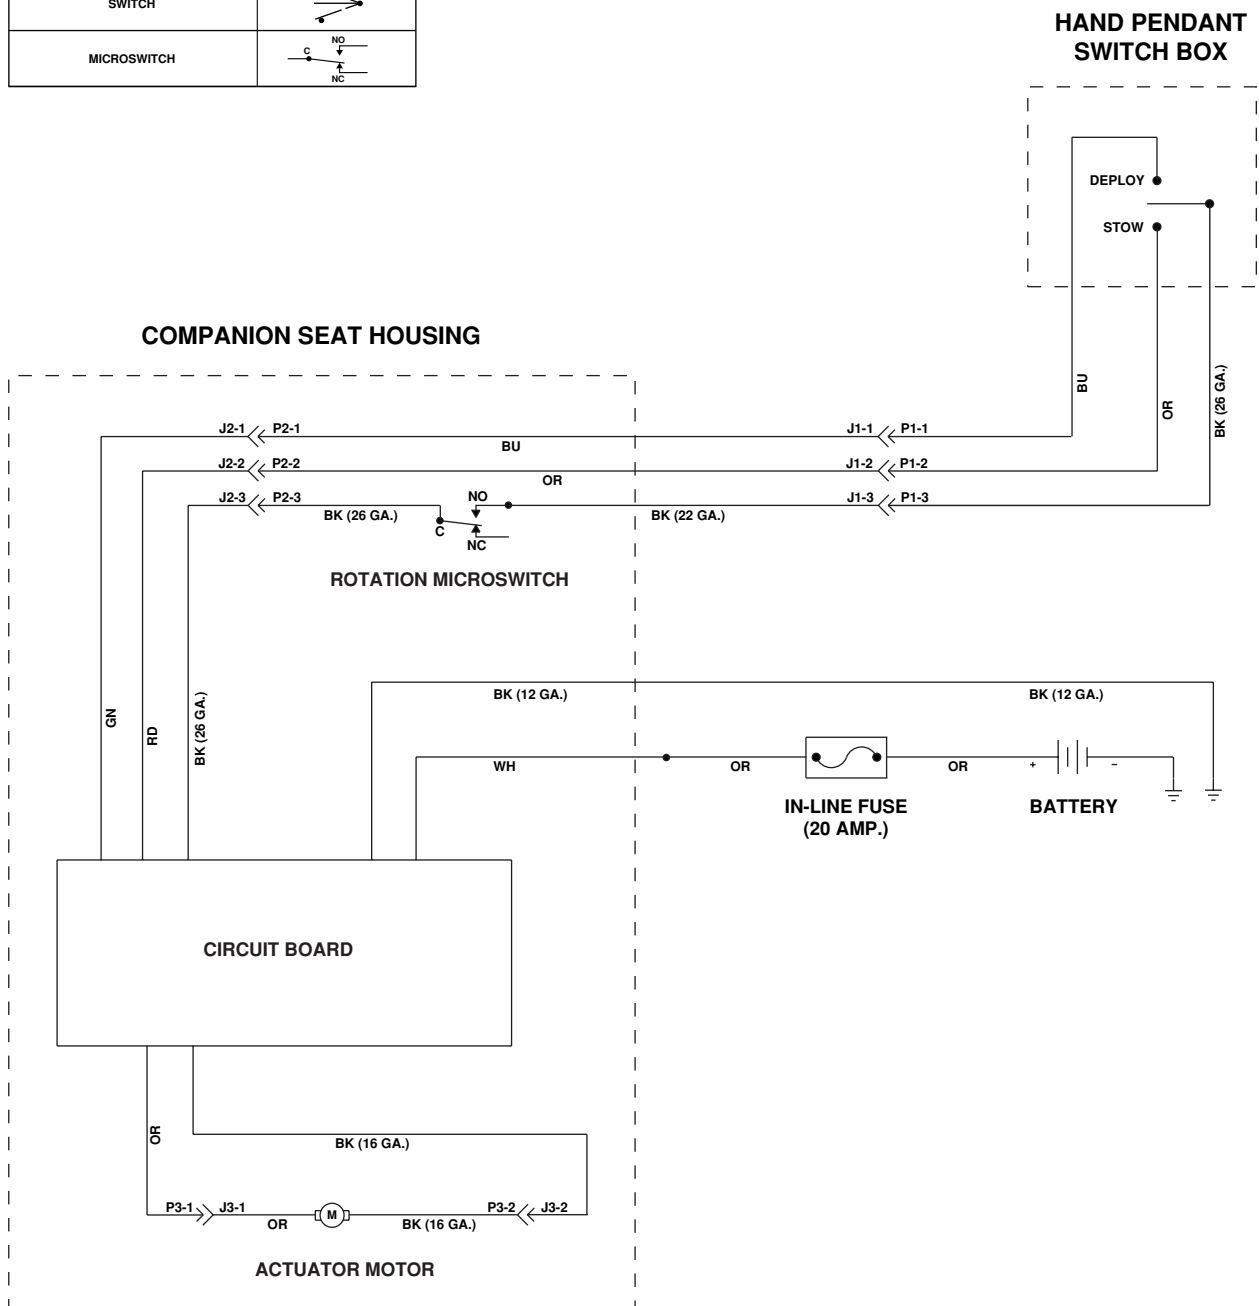 SWITCH
MICROSWITCH
NO
C
NC
HAND PENDANT
SWITCH BOX
DEPLOY
STOW
COMPANION SEAT HOUSING
BU
OR
BK (26 GA.)
J2-1 P2-1
BU
J1-1 P1-1
J2-2 P2-2
OR
J1-2 P1-2
J2-3 P2-3
BK (26 GA.)
NO
C
NC
BK (22 GA.)
J1-3 P1-3
ROTATION MICROSWITCH
GN
RD
BK (26 GA.)
BK (12 GA.)
BK (12 GA.)
WH
OR
OR
+
–
IN-LINE FUSE
(20 AMP.)
BATTERY
CIRCUIT BOARD
OR
BK (16 GA.)
P3-1 J3-1
OR
M
BK (16 GA.)
P3-2 J3-2
ACTUATOR MOTOR